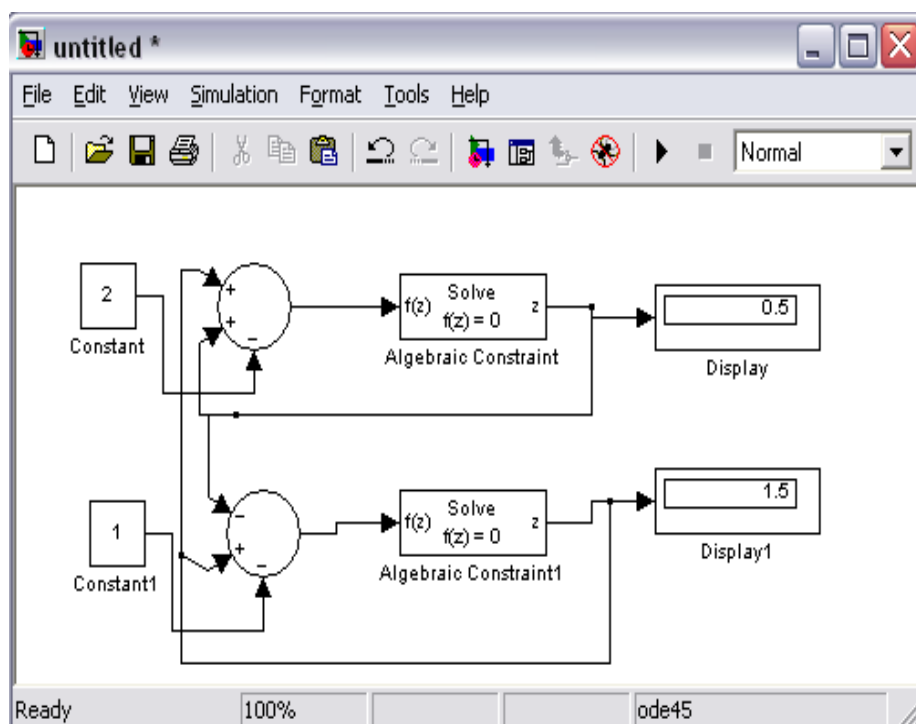 untitled *
File Edit View Simulation Format Tools Help
Normal
2
Constant
+
+
−
f(z) Solve f(z) = 0 z
Algebraic Constraint
0.5
Display
1
Constant1
−
+
−
f(z) Solve f(z) = 0 z
Algebraic Constraint1
1.5
Display1
Ready 100% ode45